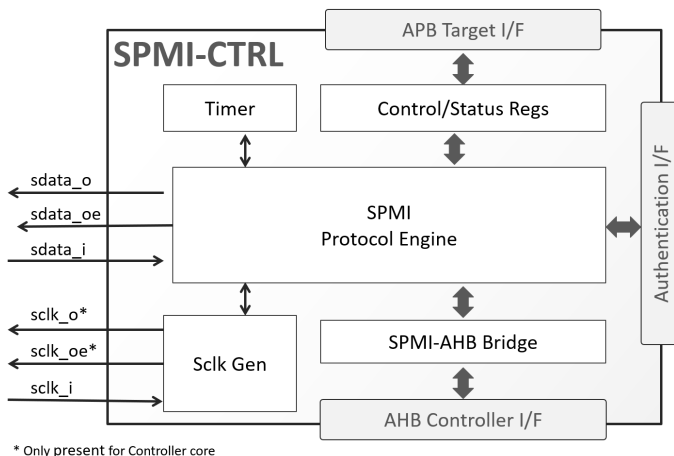 APB Target I/F
SPMI-CTRL
Timer
Control/Status Regs
Authentication I/F
sdata_o
sdata_oe
sdata_i
SPMI
Protocol Engine
sclk_o*
sclk_oe*
sclk_i
Sclk Gen
SPMI-AHB Bridge
AHB Controller I/F
* Only present for Controller core